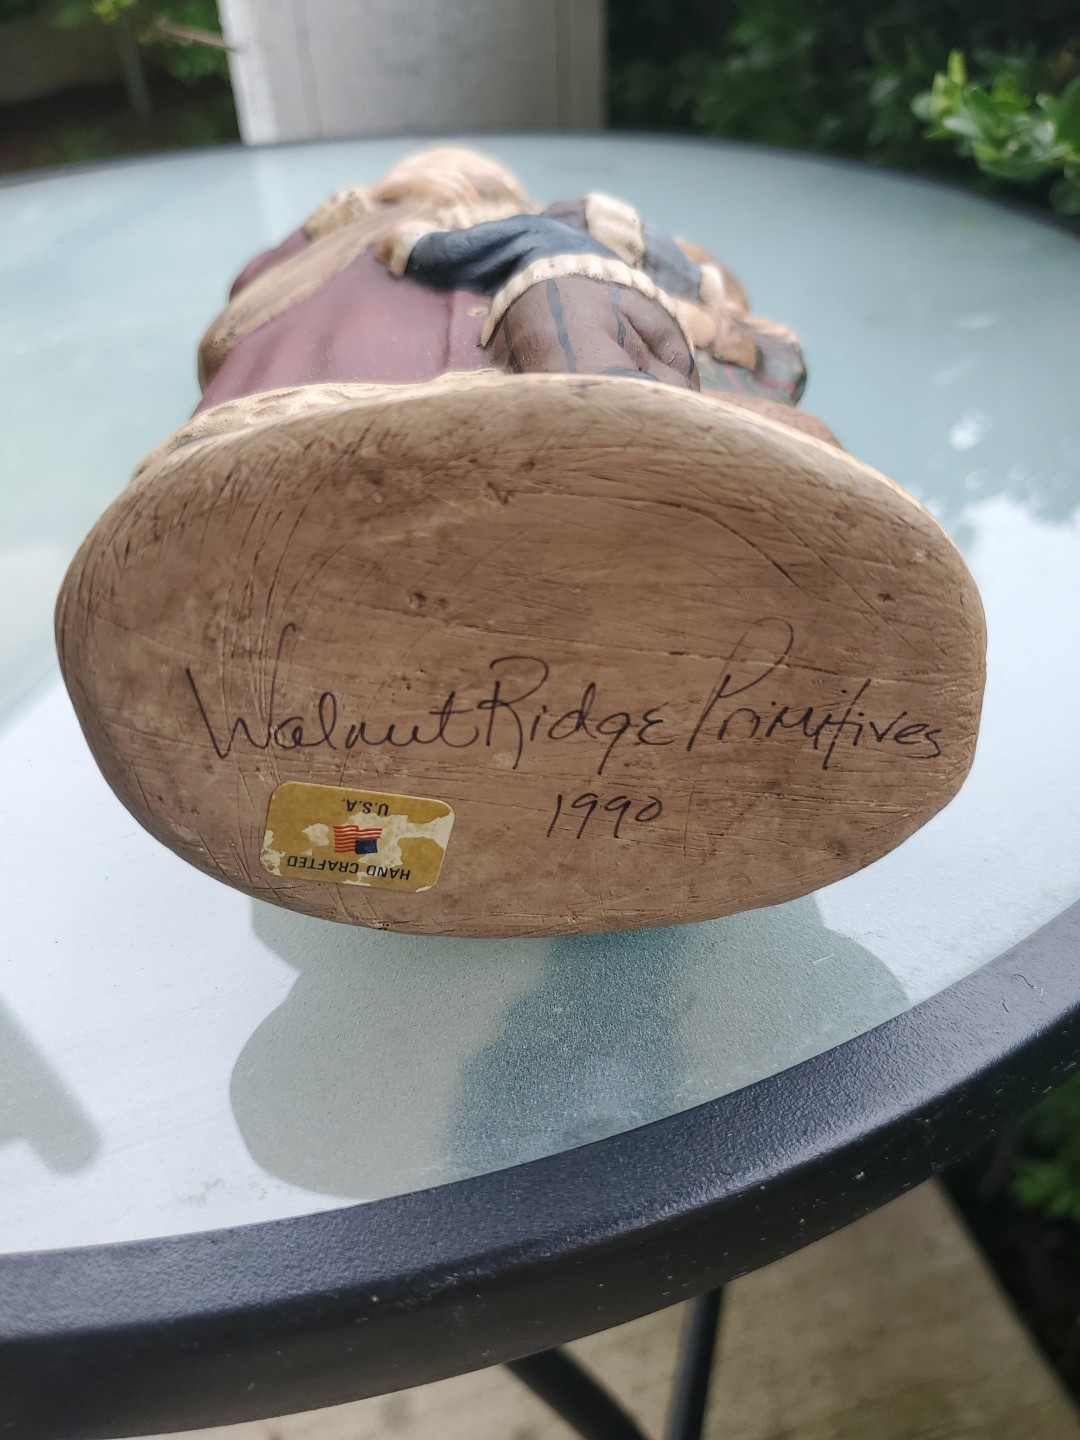 Walnut Ridge Primitives
1990
HAND CRAFTED
U.S.A.